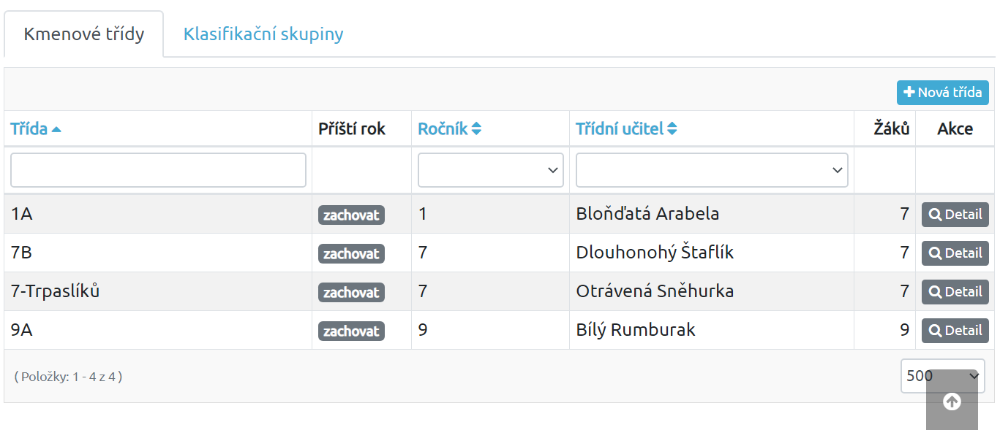 Kmenové třídy Klasifikační skupiny
Nová třída
Třída Příští rok Ročník Třídní učitel Žáků Akce
1A zachovat 1 Bloňďatá Arabela 7 Detail
7B zachovat 7 Dlouhonohý Štaflík 7 Detail
7-Trpaslíků zachovat 7 Otrávená Sněhurka 7 Detail
9A zachovat 9 Bílý Rumburak 9 Detail
( Položky: 1 - 4 z 4 ) 500